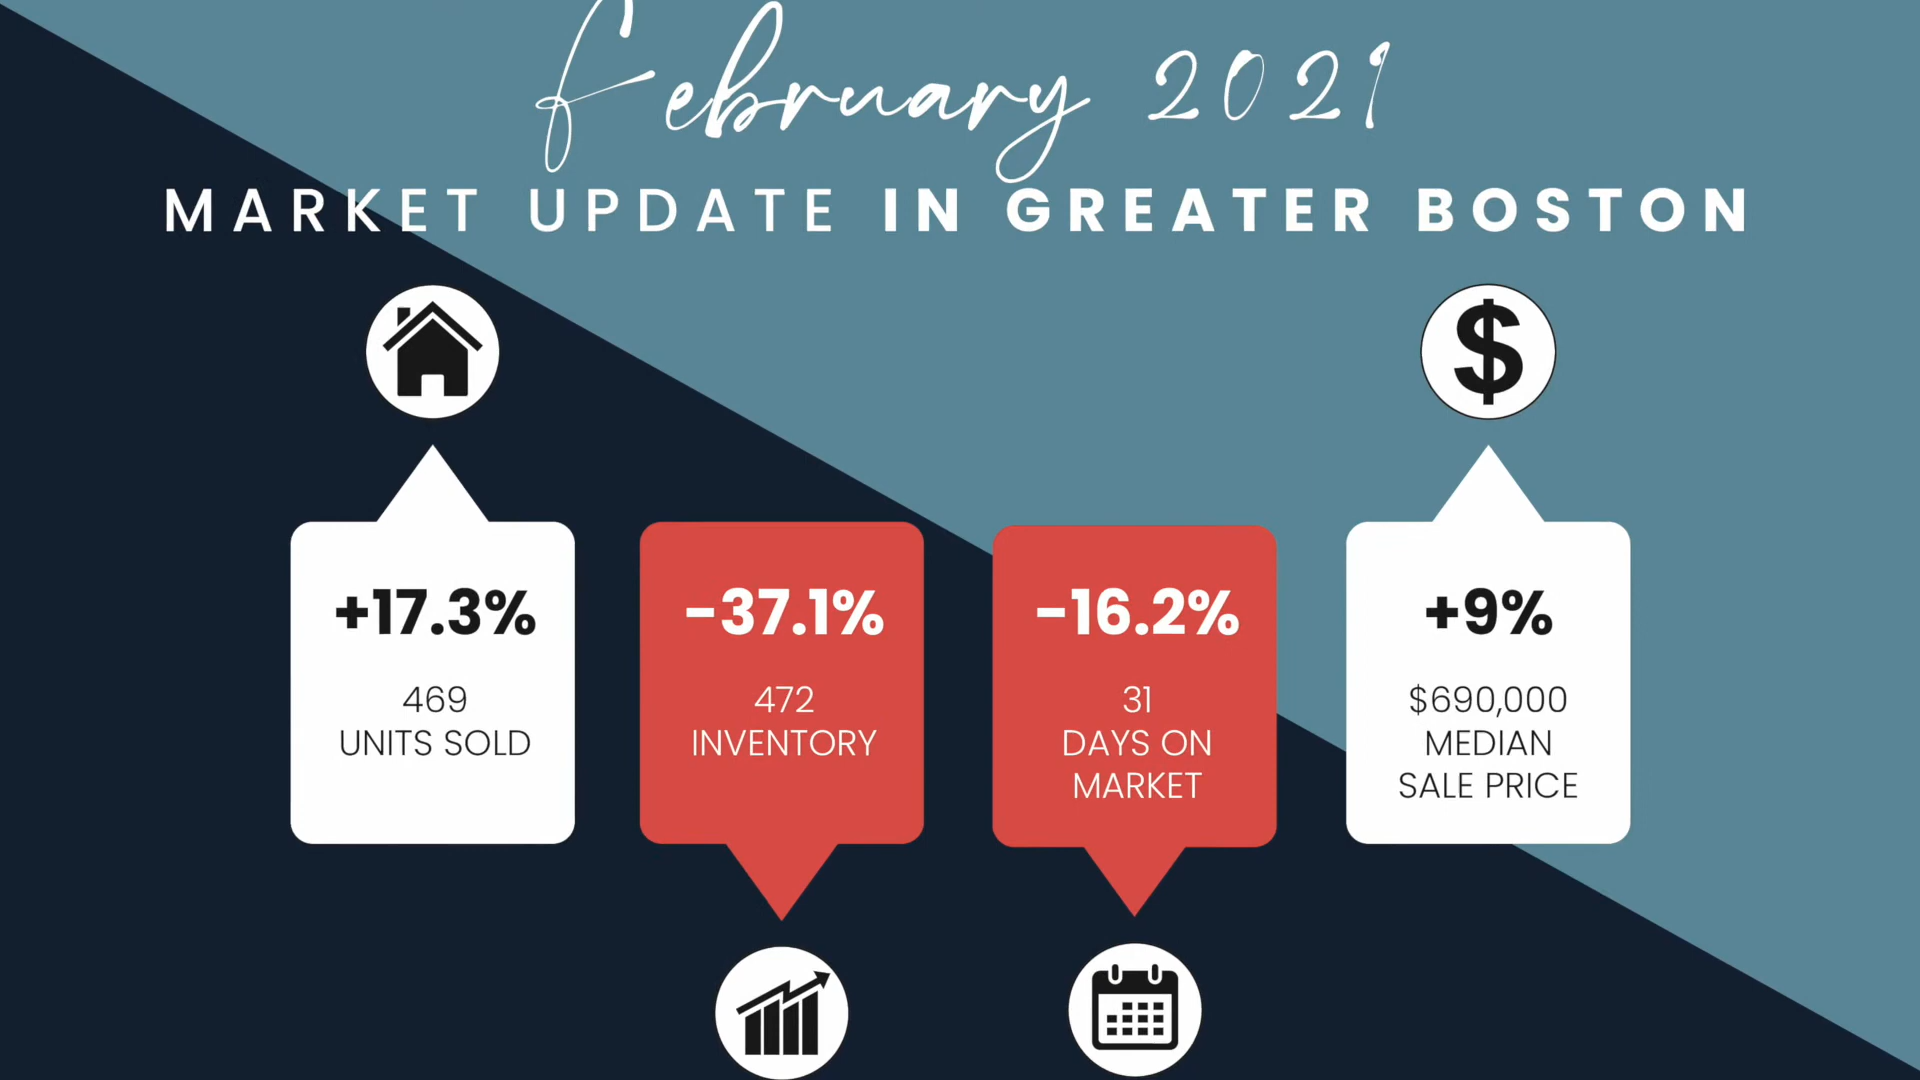 February 2021
MARKET UPDATE IN GREATER BOSTON
$
+17.3%
469
UNITS SOLD
-37.1%
472
INVENTORY
-16.2%
31
DAYS ON
MARKET
+9%
$690,000
MEDIAN
SALE PRICE